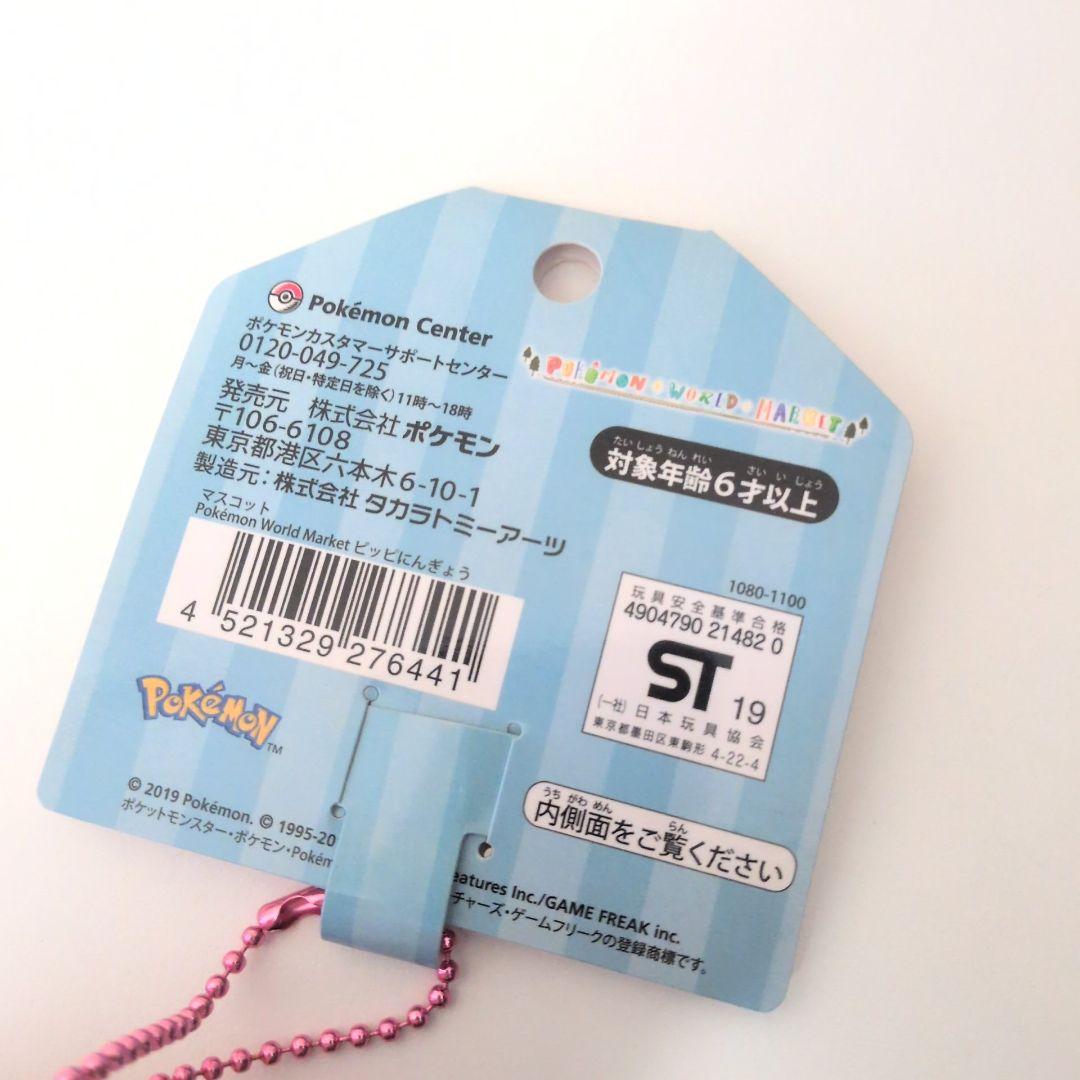 Pokémon Center
ポケモンカスタマーサポートセンター
0120-049-725
月～金(祝日・特定日を除く)11時～18時
発売元 株式会社 ポケモン
〒106-6108
東京都港区六本木6-10-1
製造元：株式会社 タカラトミーアーツ
マスコット
Pokémon World Market ピッピにんぎょう
4 521329 276441
POKéMON
TM
© 2019 Pokémon. © 1995-20
ポケットモンスター・ポケモン・Pokém
eatures Inc./GAME FREAK inc.
チャーズ・ゲームフリークの登録商標です。
POKéMON WORLD MARKET
たいしょうねんれい さいいじょう
対象年齢6才以上
1080-1100
玩具安全基準合格
4904790 21482 0
ST 19
(一社)日本玩具協会
東京都墨田区東駒形 4-22-4
うちがわめん らん
内側面をご覧ください